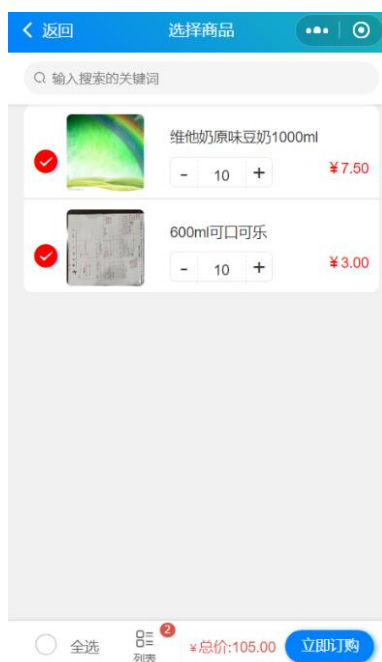 返回 选择商品
输入搜索的关键词
维他奶原味豆奶1000ml
- 10 + ¥7.50
600ml可口可乐
- 10 + ¥3.00
全选 列表 2 ¥总价:105.00 立即订购